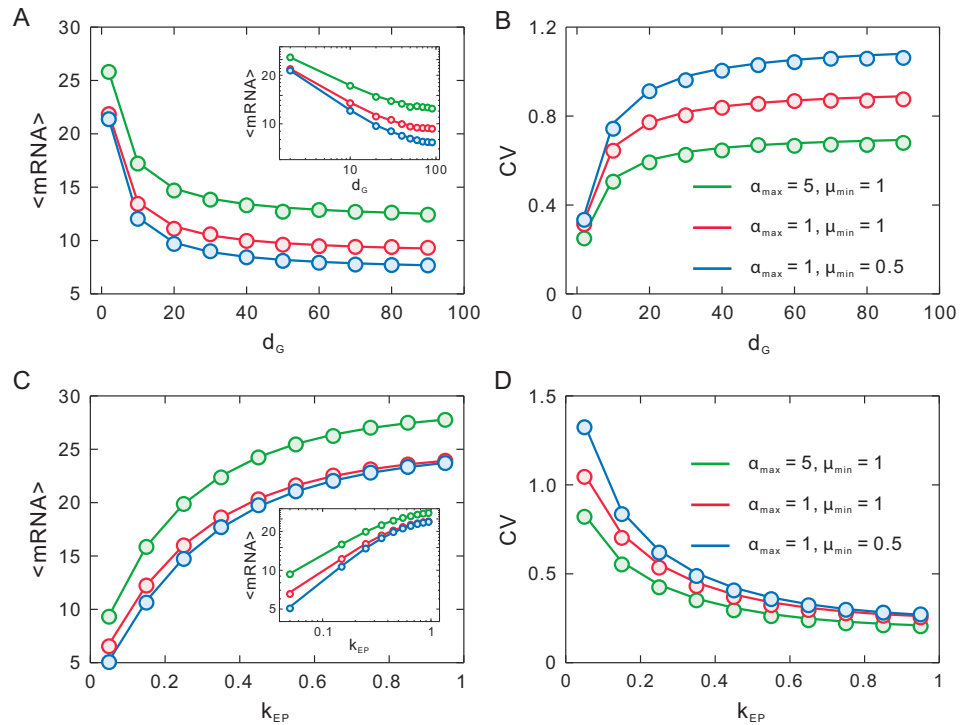 A
30
25
20
15
10
5
<mRNA>
0 20 40 60 80 100
d_G
20
10
<mRNA>
10 100
d_G
B
1.2
0.8
0.4
0
CV
0 20 40 60 80 100
d_G
α_max = 5, μ_min = 1
α_max = 1, μ_min = 1
α_max = 1, μ_min = 0.5
C
30
25
20
15
10
5
<mRNA>
0 0.2 0.4 0.6 0.8 1
k_EP
20
10
5
<mRNA>
0.1 1
k_EP
D
1.5
1.0
0.5
0
CV
0 0.2 0.4 0.6 0.8 1
k_EP
α_max = 5, μ_min = 1
α_max = 1, μ_min = 1
α_max = 1, μ_min = 0.5